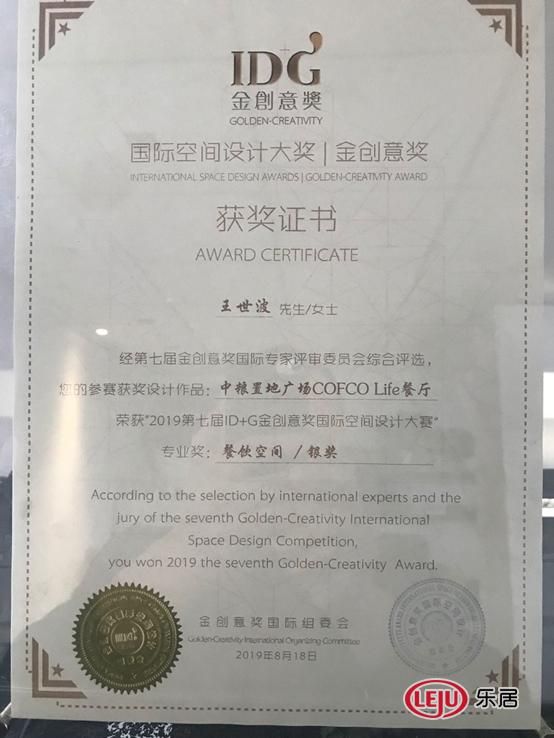 ID+G
金創意獎
GOLDEN-CREATIVITY
国际空间设计大奖 | 金创意奖
INTERNATIONAL SPACE DESIGN AWARDS | GOLDEN-CREATIVITY AWARD
获奖证书
AWARD CERTIFICATE
王世波 先生/女士
经第七届金创意奖国际专家评审委员会综合评选，
您的参赛获奖设计作品：中粮置地广场COFCO Life餐厅
荣获"2019第七届ID+G金创意奖国际空间设计大赛"
专业奖：餐饮空间 / 银奖
According to the selection by international experts and the
jury of the seventh Golden-Creativity International
Space Design Competition,
you won 2019 the seventh Golden-Creativity Award.
金创意奖国际组委会
Golden-Creativity International Organizing Committee
2019年8月18日
LEJU 乐居